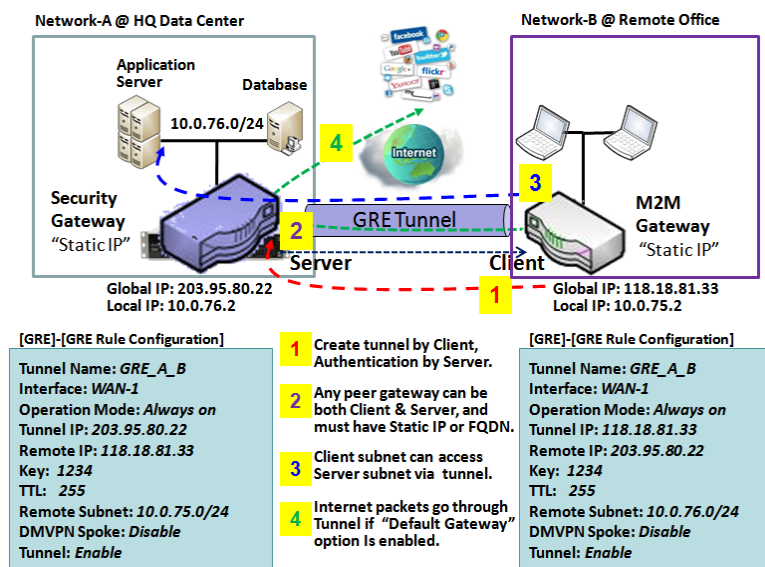 Network-A @ HQ Data Center
Network-B @ Remote Office
Application
Server
Database
10.0.76.0/24
facebook
YouTube
twitter
Google+
flickr
YAHOO!
4
Internet
3
Security
Gateway
"Static IP"
2
GRE Tunnel
M2M
Gateway
"Static IP"
Server
Client
1
Global IP: 203.95.80.22
Local IP: 10.0.76.2
Global IP: 118.18.81.33
Local IP: 10.0.75.2
[GRE]-[GRE Rule Configuration]
Tunnel Name: GRE_A_B
Interface: WAN-1
Operation Mode: Always on
Tunnel IP: 203.95.80.22
Remote IP: 118.18.81.33
Key: 1234
TTL: 255
Remote Subnet: 10.0.75.0/24
DMVPN Spoke: Disable
Tunnel: Enable
1 Create tunnel by Client,
Authentication by Server.
2 Any peer gateway can be
both Client & Server, and
must have Static IP or FQDN.
3 Client subnet can access
Server subnet via tunnel.
4 Internet packets go through
Tunnel if "Default Gateway"
option Is enabled.
[GRE]-[GRE Rule Configuration]
Tunnel Name: GRE_A_B
Interface: WAN-1
Operation Mode: Always on
Tunnel IP: 118.18.81.33
Remote IP: 203.95.80.22
Key: 1234
TTL: 255
Remote Subnet: 10.0.76.0/24
DMVPN Spoke: Disable
Tunnel: Enable